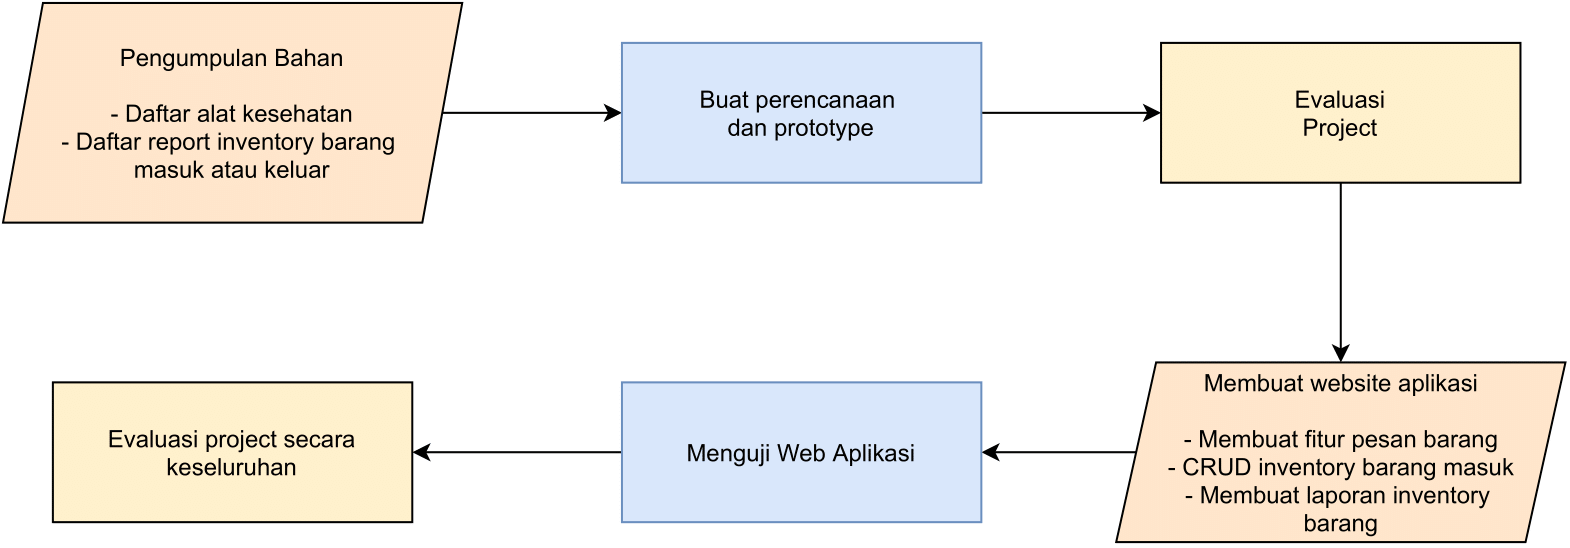 Pengumpulan Bahan
- Daftar alat kesehatan
- Daftar report inventory barang
masuk atau keluar
Buat perencanaan
dan prototype
Evaluasi
Project
Membuat website aplikasi
- Membuat fitur pesan barang
- CRUD inventory barang masuk
- Membuat laporan inventory
barang
Menguji Web Aplikasi
Evaluasi project secara
keseluruhan